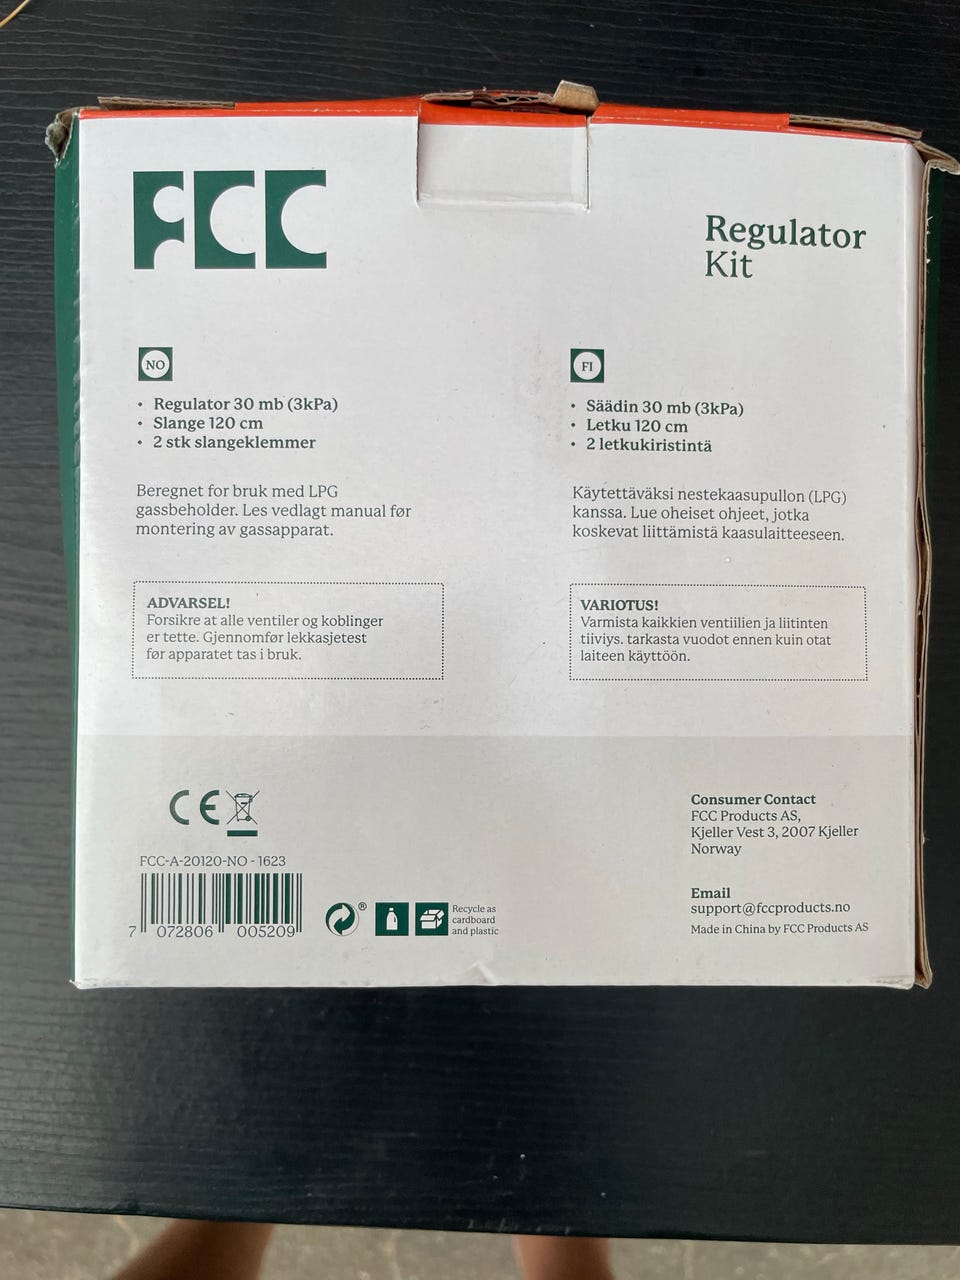 FCC
Regulator
Kit
NO
• Regulator 30 mb (3kPa)
• Slange 120 cm
• 2 stk slangeklemmer
Beregnet for bruk med LPG
gassbeholder. Les vedlagt manual før
montering av gassapparat.
ADVARSEL!
Forsikre at alle ventiler og koblinger
er tette. Gjennomfør lekkasjetest
før apparatet tas i bruk.
FI
• Säädin 30 mb (3kPa)
• Letku 120 cm
• 2 letkukiristintä
Käytettäväksi nestekaasupullon (LPG)
kanssa. Lue oheiset ohjeet, jotka
koskevat liittämistä kaasulaitteeseen.
VARIOTUS!
Varmista kaikkien ventiilien ja liitinten
tiiviys. tarkasta vuodot ennen kuin otat
laiteen käyttöön.
CE
FCC-A-20120-NO - 1623
7 072806 005209
®
Recycle as
cardboard
and plastic
Consumer Contact
FCC Products AS,
Kjeller Vest 3, 2007 Kjeller
Norway
Email
support@fccproducts.no
Made in China by FCC Products AS